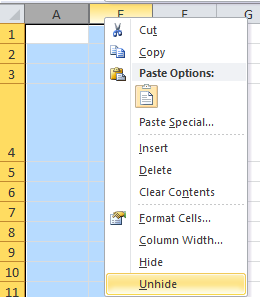 A E F G
1 Cut
2 Copy
3 Paste Options:
Paste Special...
4 Insert
5 Delete
6 Clear Contents
7 Format Cells...
8 Column Width...
9
10 Hide
11 Unhide